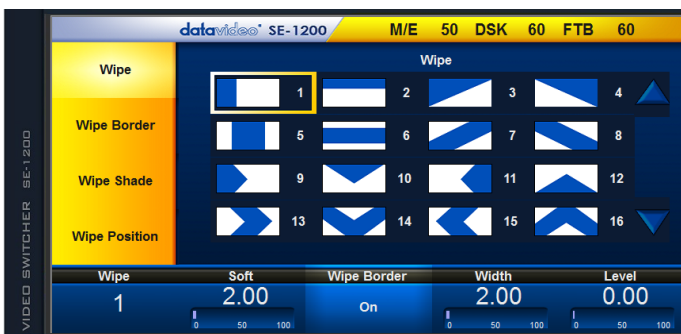 datavideo® SE-1200 M/E 50 DSK 60 FTB 60
Wipe
Wipe
1 2 3 4
Wipe Border
5 6 7 8
Wipe Shade
9 10 11 12
Wipe Position
13 14 15 16
Wipe Soft Wipe Border Width Level
1 2.00 On 2.00 0.00
0 50 100 0 50 100 0 50 100
VIDEO SWITCHER SE-1200